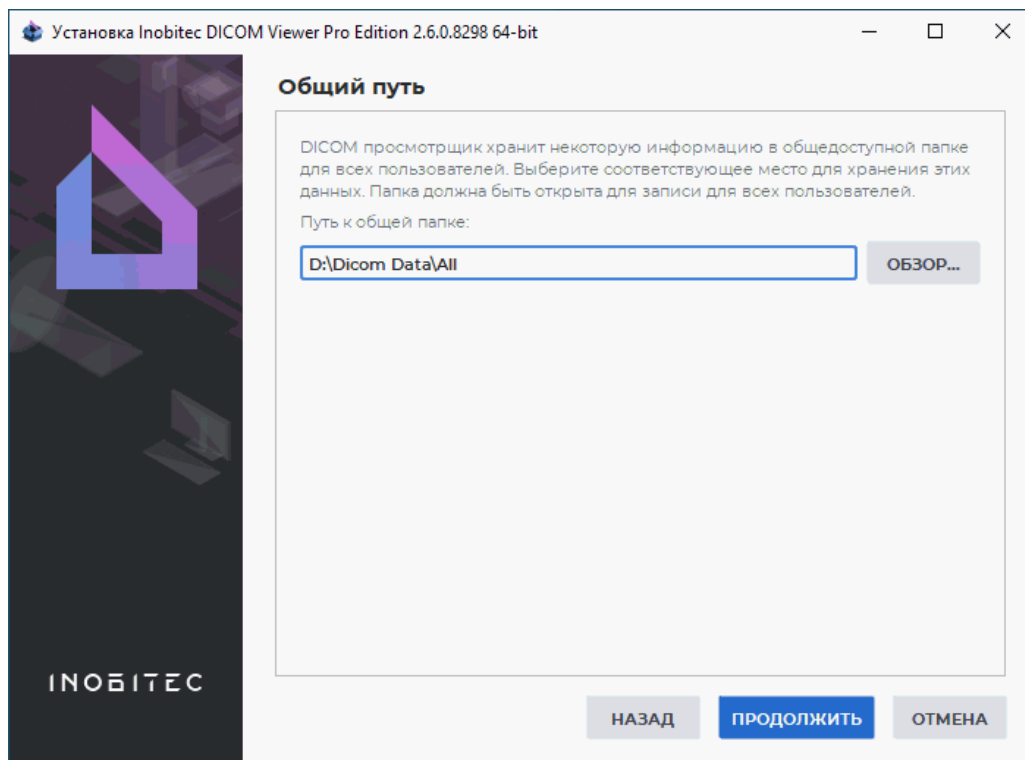 Установка Inobitec DICOM Viewer Pro Edition 2.6.0.8298 64-bit
Общий путь
DICOM просмотрщик хранит некоторую информацию в общедоступной папке
для всех пользователей. Выберите соответствующее место для хранения этих
данных. Папка должна быть открыта для записи для всех пользователей.
Путь к общей папке:
D:\Dicom Data\All
ОБЗОР...
INOBITEC
НАЗАД
ПРОДОЛЖИТЬ
ОТМЕНА